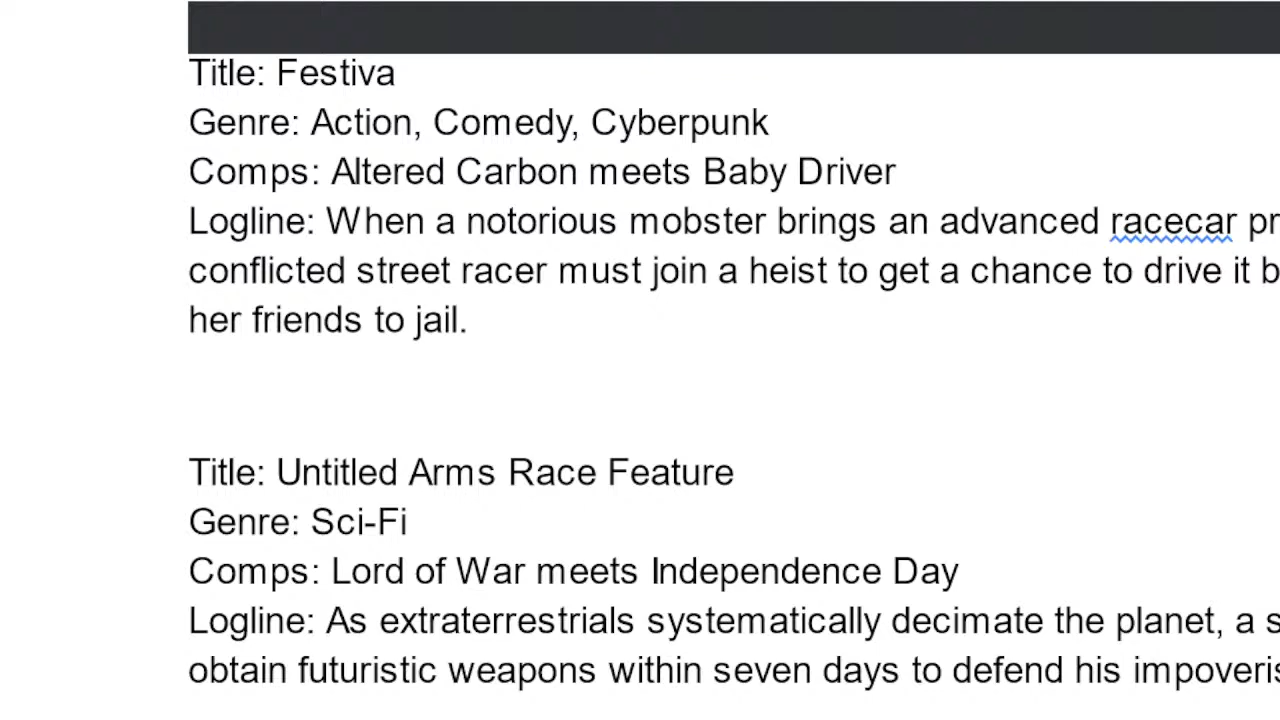 Title: Festiva
Genre: Action, Comedy, Cyberpunk
Comps: Altered Carbon meets Baby Driver
Logline: When a notorious mobster brings an advanced racecar
conflicted street racer must join a heist to get a chance to drive it
her friends to jail.
Title: Untitled Arms Race Feature
Genre: Sci-Fi
Comps: Lord of War meets Independence Day
Logline: As extraterrestrials systematically decimate the planet, a
obtain futuristic weapons within seven days to defend his